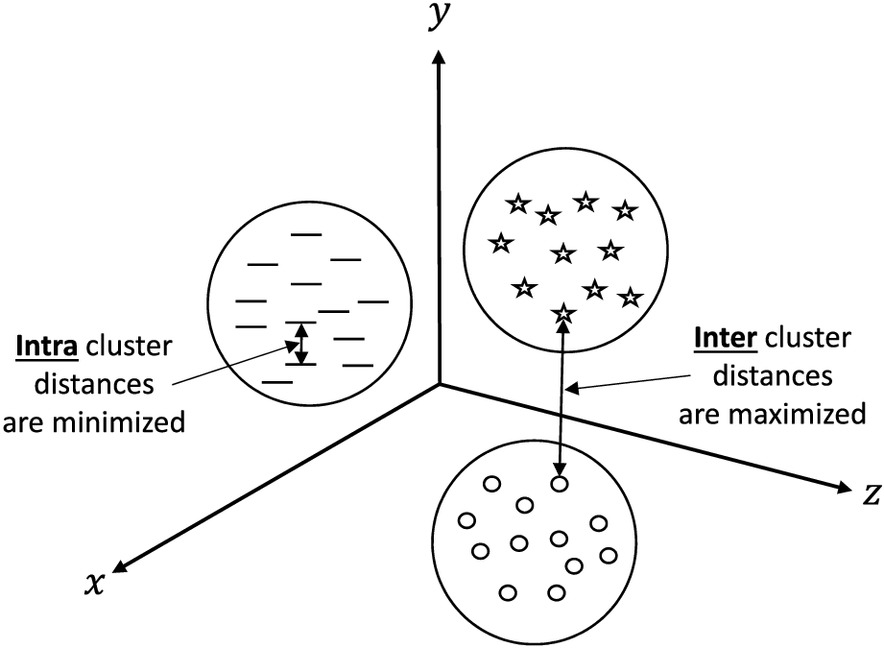 y
Intra cluster
distances
are minimized
Inter cluster
distances
are maximized
z
x